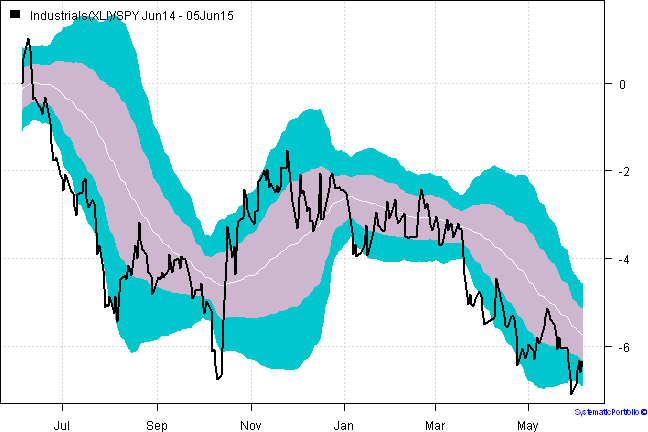 Industrials(XLI)/SPY Jun14 - 05Jun15
0
-2
-4
-6
Jul Sep Nov Jan Mar May
SystematicPortfolio ©